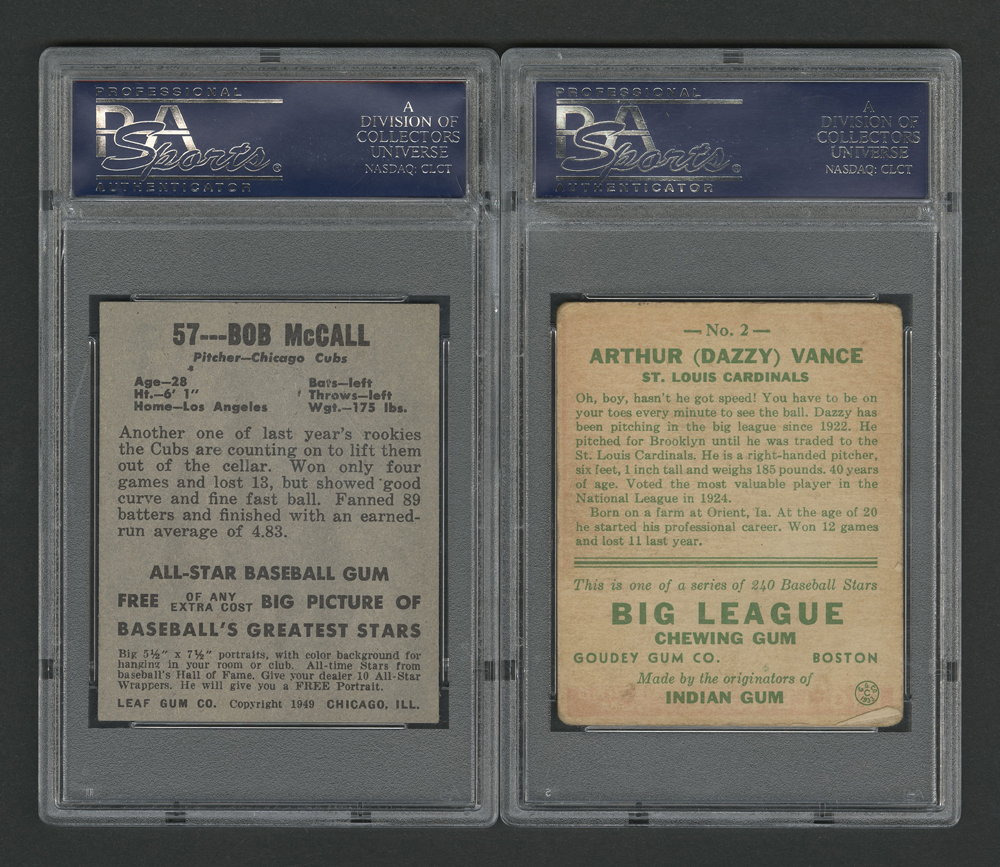 PROFESSIONAL
PSA
Sports
AUTHENTICATOR
A
DIVISION OF
COLLECTORS
UNIVERSE
NASDAQ: CLCT
57---BOB McCALL
Pitcher—Chicago Cubs
Age—28 Bats—left
Ht.—6' 1" Throws—left
Home—Los Angeles Wgt.—175 lbs.
Another one of last year's rookies
the Cubs are counting on to lift them
out of the cellar. Won only four
games and lost 13, but showed good
curve and fine fast ball. Fanned 89
batters and finished with an earned-
run average of 4.83.
ALL-STAR BASEBALL GUM
FREE OF ANY EXTRA COST BIG PICTURE OF
BASEBALL'S GREATEST STARS
Big 5½" x 7½" portraits, with color background for
hanging in your room or club. All-time Stars from
baseball's Hall of Fame. Give your dealer 10 All-Star
Wrappers. He will give you a FREE Portrait.
LEAF GUM CO. Copyright 1949 CHICAGO, ILL.
PROFESSIONAL
PSA
Sports
AUTHENTICATOR
A
DIVISION OF
COLLECTORS
UNIVERSE
NASDAQ: CLCT
— No. 2 —
ARTHUR (DAZZY) VANCE
ST. LOUIS CARDINALS
Oh, boy, hasn't he got speed! You have to be on
your toes every minute to see the ball. Dazzy has
been pitching in the big league since 1922. He
pitched for Brooklyn until he was traded to the
St. Louis Cardinals. He is a right-handed pitcher,
six feet, 1 inch tall and weighs 185 pounds. 40 years
of age. Voted the most valuable player in the
National League in 1924.
Born on a farm at Orient, Ia. At the age of 20
he started his professional career. Won 12 games
and lost 11 last year.
This is one of a series of 240 Baseball Stars
BIG LEAGUE
CHEWING GUM
GOUDEY GUM CO. BOSTON
Made by the originators of
INDIAN GUM